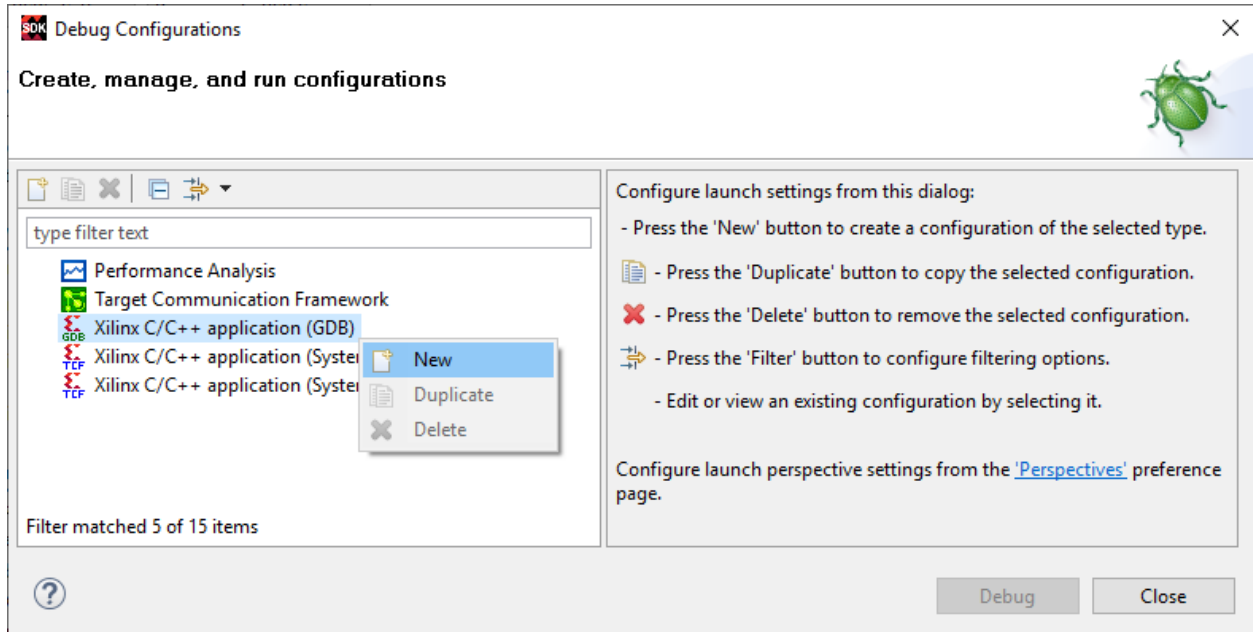 SDK Debug Configurations
Create, manage, and run configurations
type filter text
Performance Analysis
Target Communication Framework
GDB Xilinx C/C++ application (GDB)
TCF Xilinx C/C++ application (System
TCF Xilinx C/C++ application (System
New
Duplicate
Delete
Filter matched 5 of 15 items
Configure launch settings from this dialog:
- Press the 'New' button to create a configuration of the selected type.
- Press the 'Duplicate' button to copy the selected configuration.
- Press the 'Delete' button to remove the selected configuration.
- Press the 'Filter' button to configure filtering options.
- Edit or view an existing configuration by selecting it.
Configure launch perspective settings from the 'Perspectives' preference
page.
?
Debug
Close